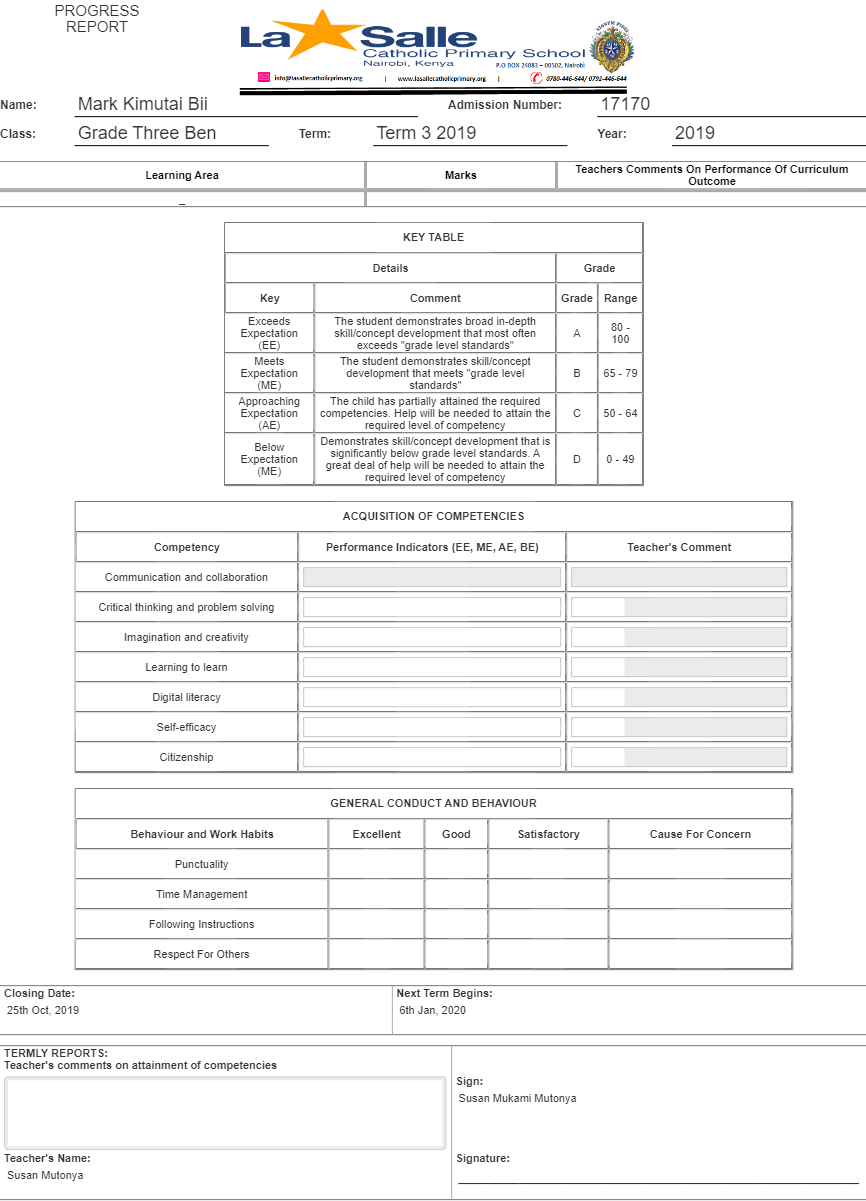 PROGRESS
REPORT
La Salle
Catholic Primary School
Nairobi, Kenya
P.O BOX 24083 – 00502, Nairobi
info@lasallecatholicprimary.org | www.lasallecatholicprimary.org | 0780-446-644/ 0792-446-644
Name: Mark Kimutai Bii Admission Number: 17170
Class: Grade Three Ben Term: Term 3 2019 Year: 2019
Learning Area Marks Teachers Comments On Performance Of Curriculum
Outcome
_
KEY TABLE
Details Grade
Key Comment Grade Range
Exceeds
Expectation
(EE)
The student demonstrates broad in-depth
skill/concept development that most often
exceeds "grade level standards"
A
80 -
100
Meets
Expectation
(ME)
The student demonstrates skill/concept
development that meets "grade level
standards"
B
65 - 79
Approaching
Expectation
(AE)
The child has partially attained the required
competencies. Help will be needed to attain the
required level of competency
C
50 - 64
Below
Expectation
(ME)
Demonstrates skill/concept development that is
significantly below grade level standards. A
great deal of help will be needed to attain the
required level of competency
D
0 - 49
ACQUISITION OF COMPETENCIES
Competency Performance Indicators (EE, ME, AE, BE) Teacher's Comment
Communication and collaboration
Critical thinking and problem solving
Imagination and creativity
Learning to learn
Digital literacy
Self-efficacy
Citizenship
GENERAL CONDUCT AND BEHAVIOUR
Behaviour and Work Habits Excellent Good Satisfactory Cause For Concern
Punctuality
Time Management
Following Instructions
Respect For Others
Closing Date: Next Term Begins:
25th Oct, 2019 6th Jan, 2020
TERMLY REPORTS:
Teacher's comments on attainment of competencies
Sign:
Susan Mukami Mutonya
Teacher's Name: Signature:
Susan Mutonya